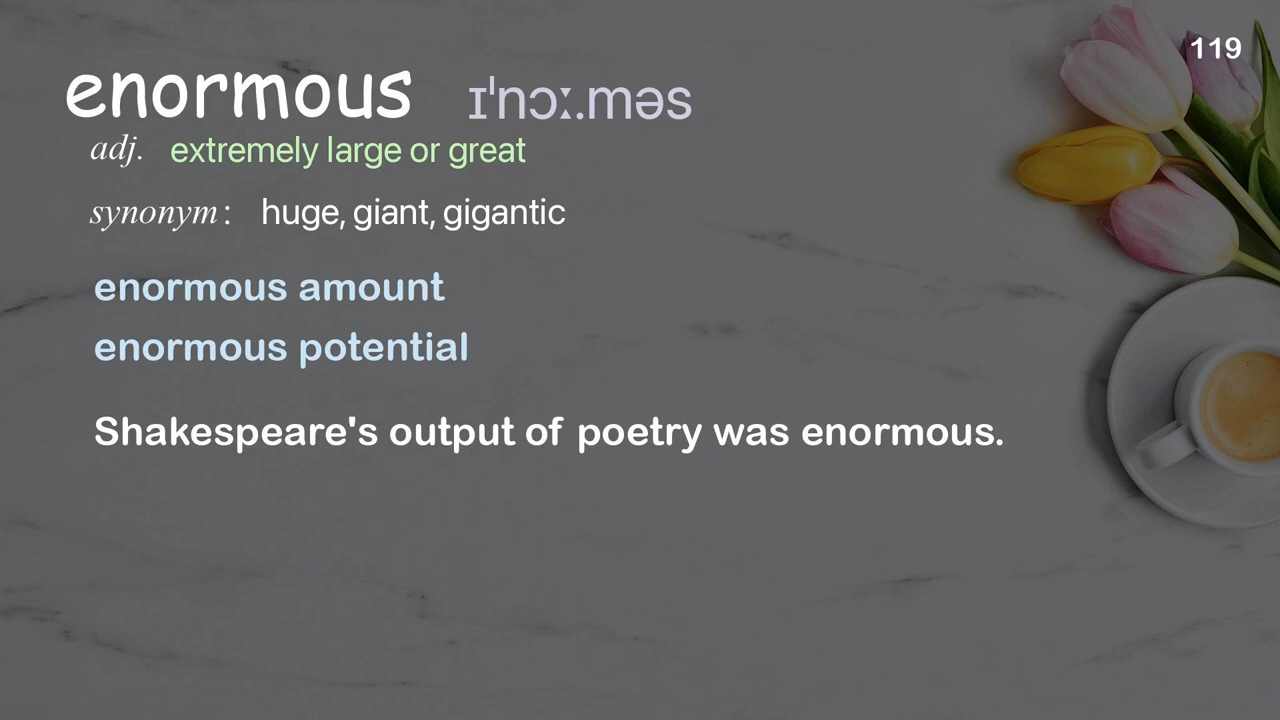 119
enormous ɪˈnɔː.məs
adj. extremely large or great
synonym: huge, giant, gigantic
enormous amount
enormous potential
Shakespeare's output of poetry was enormous.